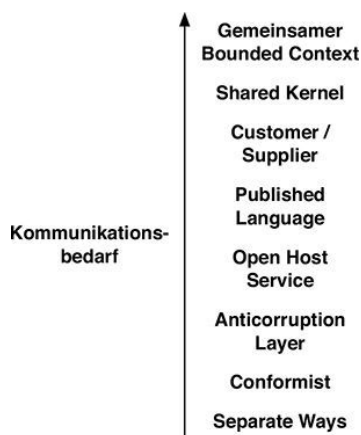 Gemeinsamer
Bounded Context
Shared Kernel
Customer /
Supplier
Published
Language
Kommunikations-
bedarf
Open Host
Service
Anticorruption
Layer
Conformist
Separate Ways